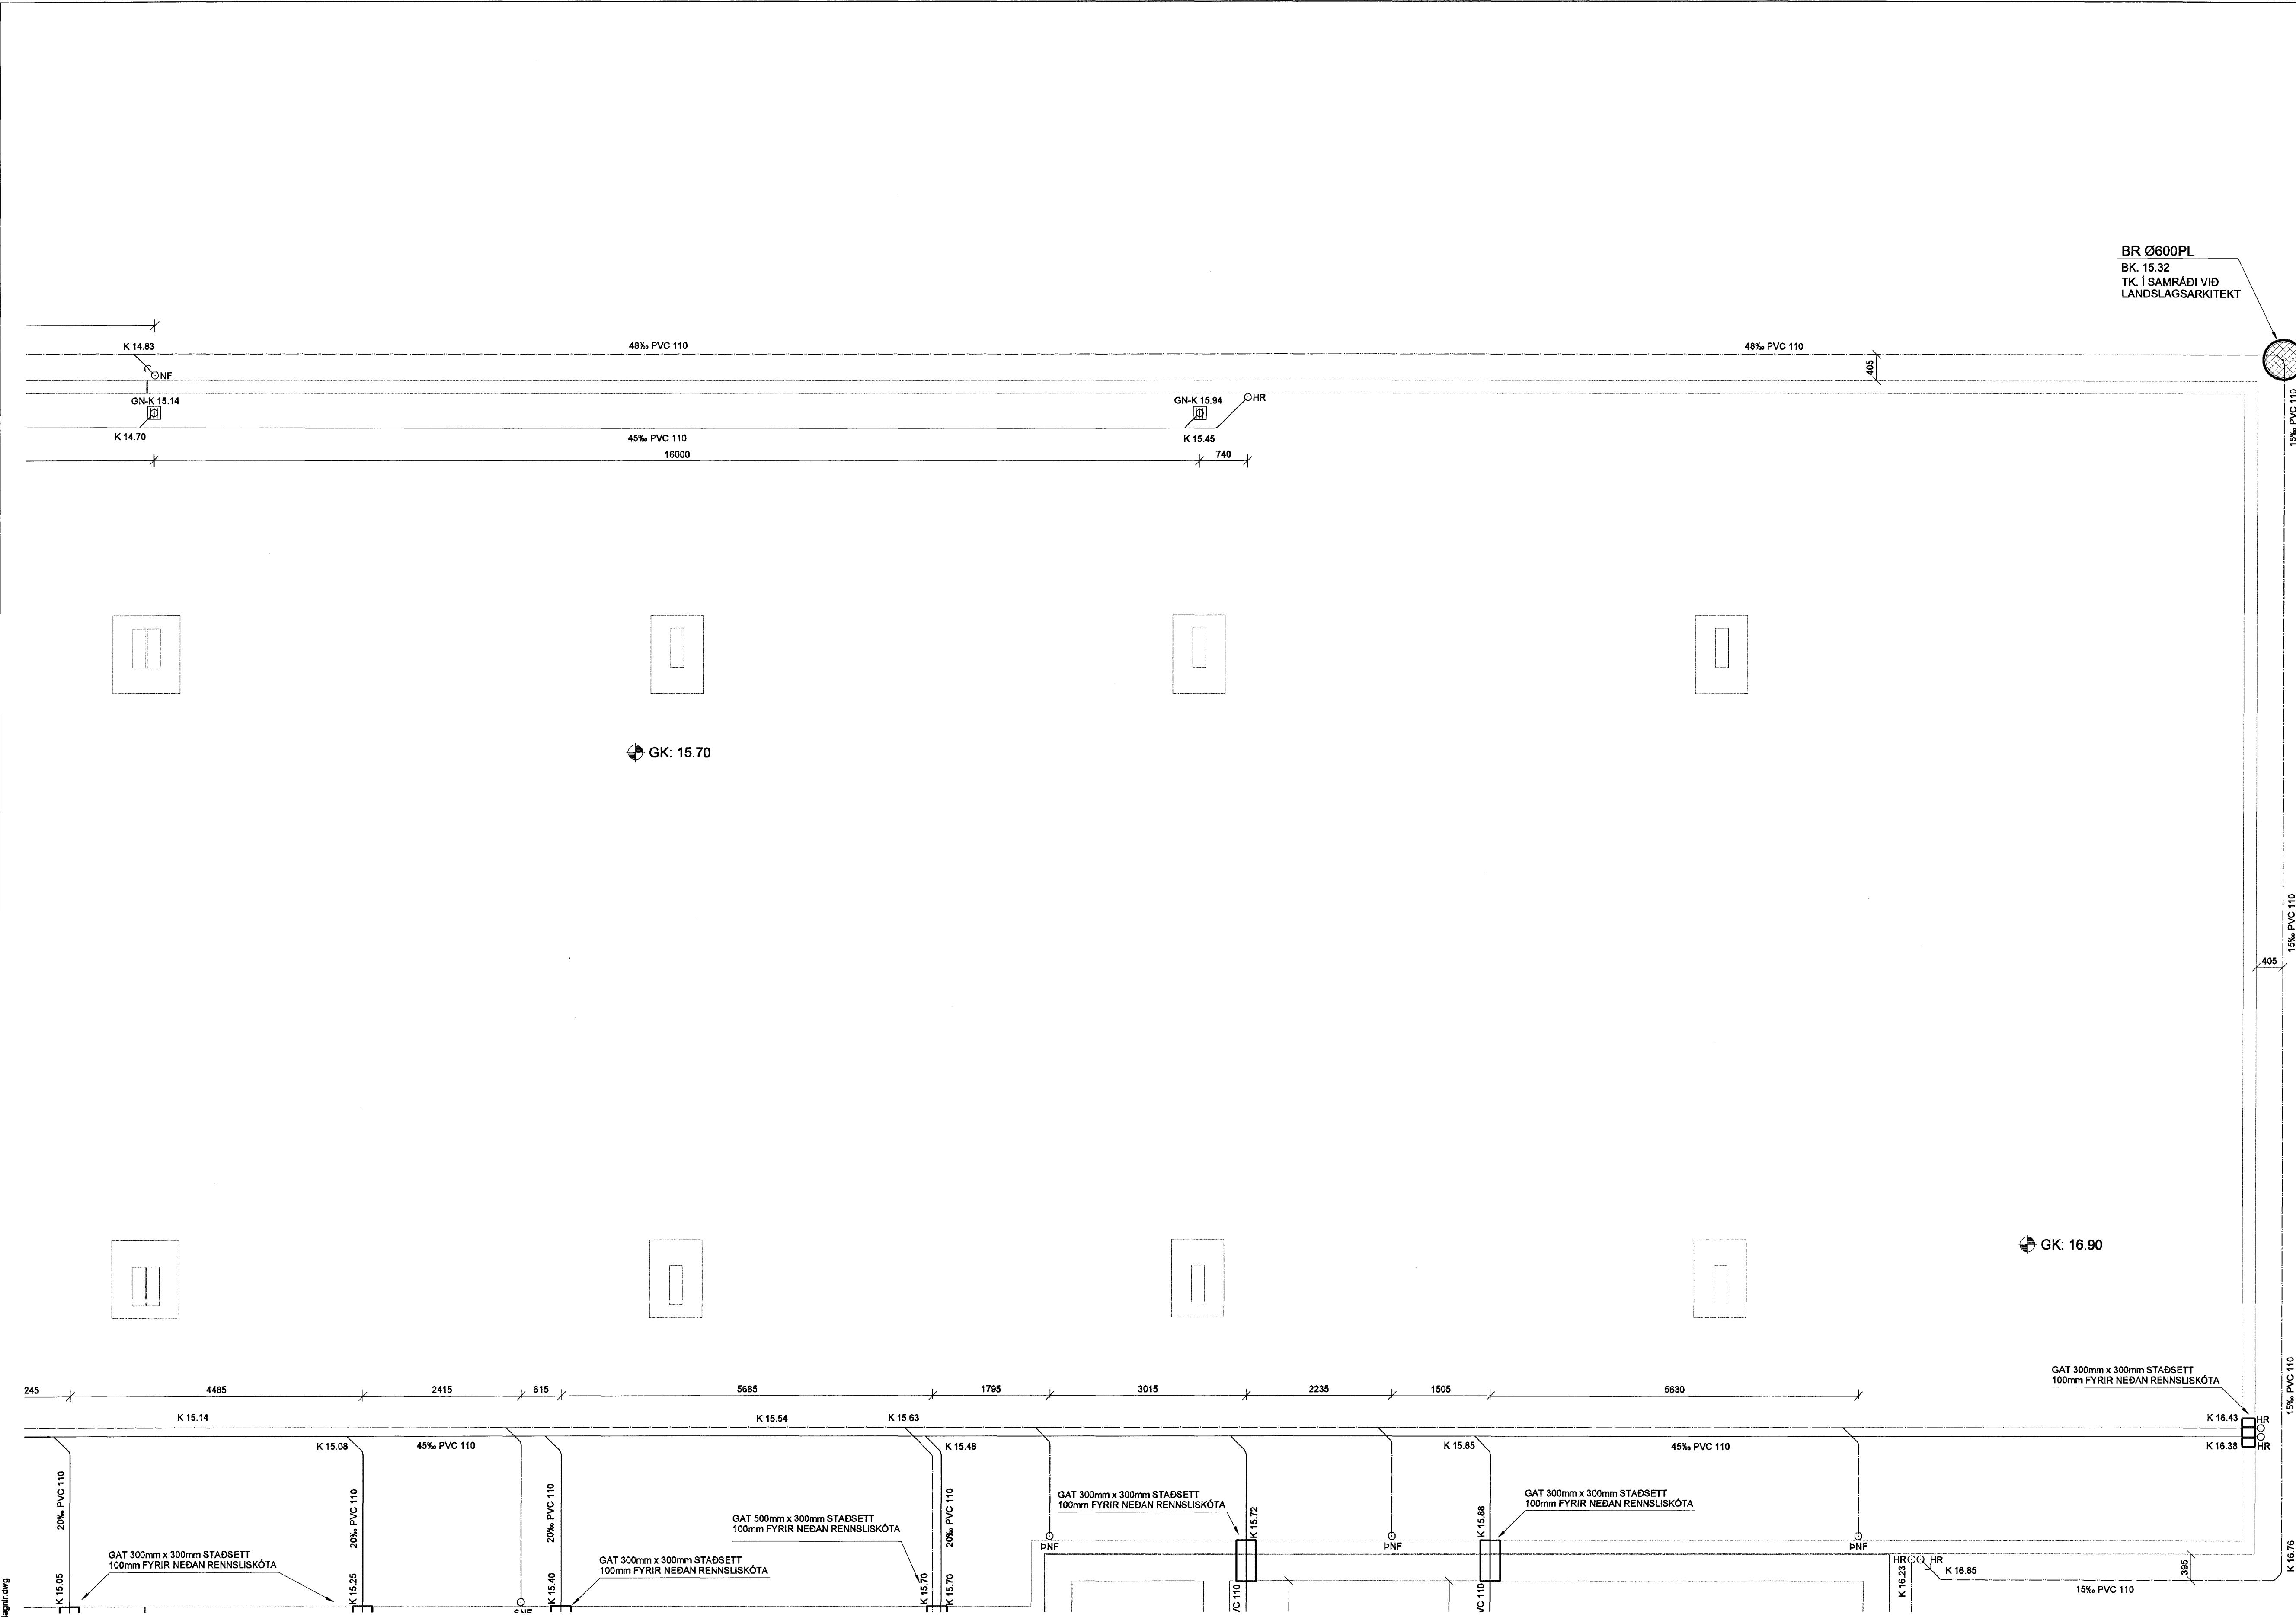 BR Ø600PL
BK. 15.32
TK. Í SAMRÁÐI VIÐ
LANDSLAGSARKITEKT
K 14.83
48‰ PVC 110
48‰ PVC 110
405
NF
GN-K 15.14
GN-K 15.94
HR
15‰ PVC 110
K 14.70
45‰ PVC 110
K 15.45
16000
740
GK: 15.70
15‰ PVC 110
405
GK: 16.90
GAT 300mm x 300mm STAÐSETT
100mm FYRIR NEÐAN RENNSLISKÓTA
15‰ PVC 110
245
4485
2415
615
5685
1795
3015
2235
1505
5630
K 15.14
K 15.54
K 15.63
K 16.43
HR
K 15.08
45‰ PVC 110
K 15.48
K 15.85
45‰ PVC 110
K 16.38
HR
20‰ PVC 110
20‰ PVC 110
20‰ PVC 110
20‰ PVC 110
GAT 300mm x 300mm STAÐSETT
100mm FYRIR NEÐAN RENNSLISKÓTA
GAT 300mm x 300mm STAÐSETT
100mm FYRIR NEÐAN RENNSLISKÓTA
K 15.72
K 15.88
GAT 500mm x 300mm STAÐSETT
100mm FYRIR NEÐAN RENNSLISKÓTA
ÞNF
ÞNF
ÞNF
GAT 300mm x 300mm STAÐSETT
100mm FYRIR NEÐAN RENNSLISKÓTA
GAT 300mm x 300mm STAÐSETT
100mm FYRIR NEÐAN RENNSLISKÓTA
HR
HR
K 16.85
395
K 16.76
K 15.05
K 15.25
K 15.40
K 15.70
K 15.70
K 16.23
15‰ PVC 110
VC 110
VC 110
lagnir.dwg